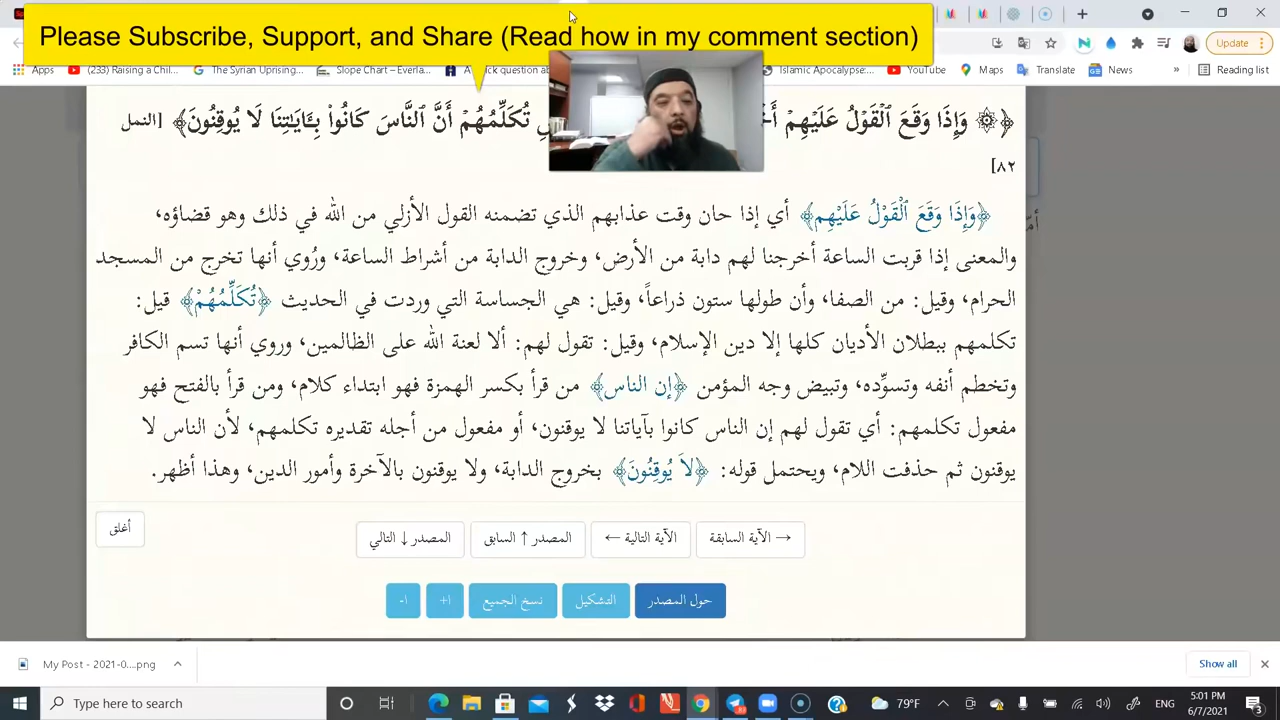 Please Subscribe, Support, and Share (Read how in my comment section)
Update
Apps
(233) Raising a Chil...
The Syrian Uprising...
Slope Chart – Everla...
A quick question about
Islamic Apocalypse:...
YouTube
Maps
Translate
News
»
Reading list
﴿۞ وَإِذَا وَقَعَ ٱلۡقَوۡلُ عَلَيۡهِمۡ تُكَلِّمُهُمۡ أَنَّ ٱلنَّاسَ كَانُواْ بِـَٔايَٰتِنَا لَا يُوقِنُونَ﴾ [النمل
٨٢]
﴿وَإِذَا وَقَعَ ٱلْقَوْلُ عَلَيْهِم﴾ أي إذا حان وقت عذابهم الذي تضمنه القول الأزلي من الله في ذلك وهو قضاؤه،
والمعنى إذا قربت الساعة أخرجنا لهم دابة من الأرض، وخروج الدابة من أشراط الساعة، ورُوي أنها تخرج من المسجد
الحرام، وقيل: من الصفا، وأن طولها ستون ذراعاً، وقيل: هي الجساسة التي وردت في الحديث ﴿تُكَلِّمُهُمْ﴾ قيل:
تكلمهم ببطلان الأديان كلها إلا دين الإسلام، وقيل: تقول لهم: ألا لعنة الله على الظالمين، وروي أنها تسم الكافر
وتخطم أنفه وتسوِّده، وتبيض وجه المؤمن ﴿إن الناس﴾ من قرأ بكسر الهمزة فهو ابتداء كلام، ومن قرأ بالفتح فهو
مفعول تكلمهم: أي تقول لهم إن الناس كانوا بآياتنا لا يوقنون، أو مفعول من أجله تقديره تكلمهم، لأن الناس لا
يوقنون ثم حذفت اللام، ويحتمل قوله: ﴿لاَ يُوقِنُونَ﴾ بخروج الدابة، ولا يوقنون بالآخرة وأمور الدين، وهذا أظهر.
→ الآية السابقة
الآية التالية ←
المصدر ↑ السابق
المصدر ↓ التالي
أغلق
حول المصدر
التشكيل
نسخ الجميع
+١
-١
My Post - 2021-0....png
Show all
Type here to search
79°F
ENG
5:01 PM
6/7/2021